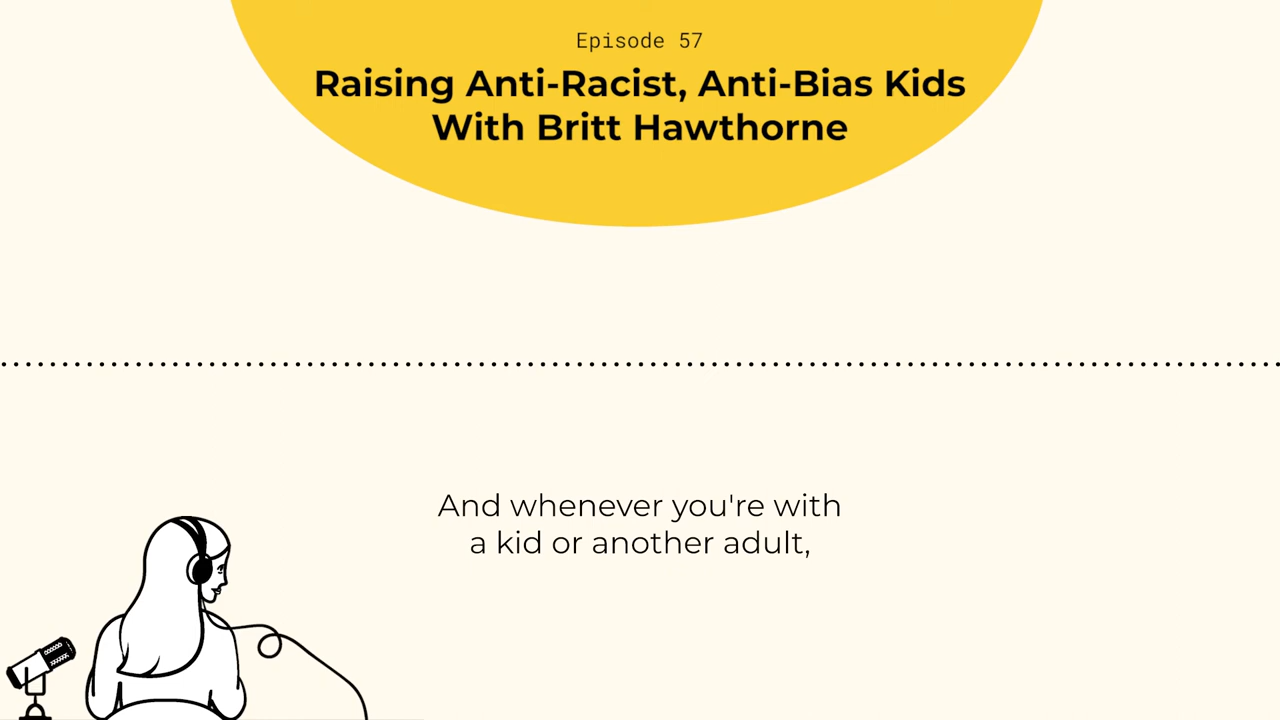 Episode 57
Raising Anti-Racist, Anti-Bias Kids
With Britt Hawthorne
And whenever you're with
a kid or another adult,